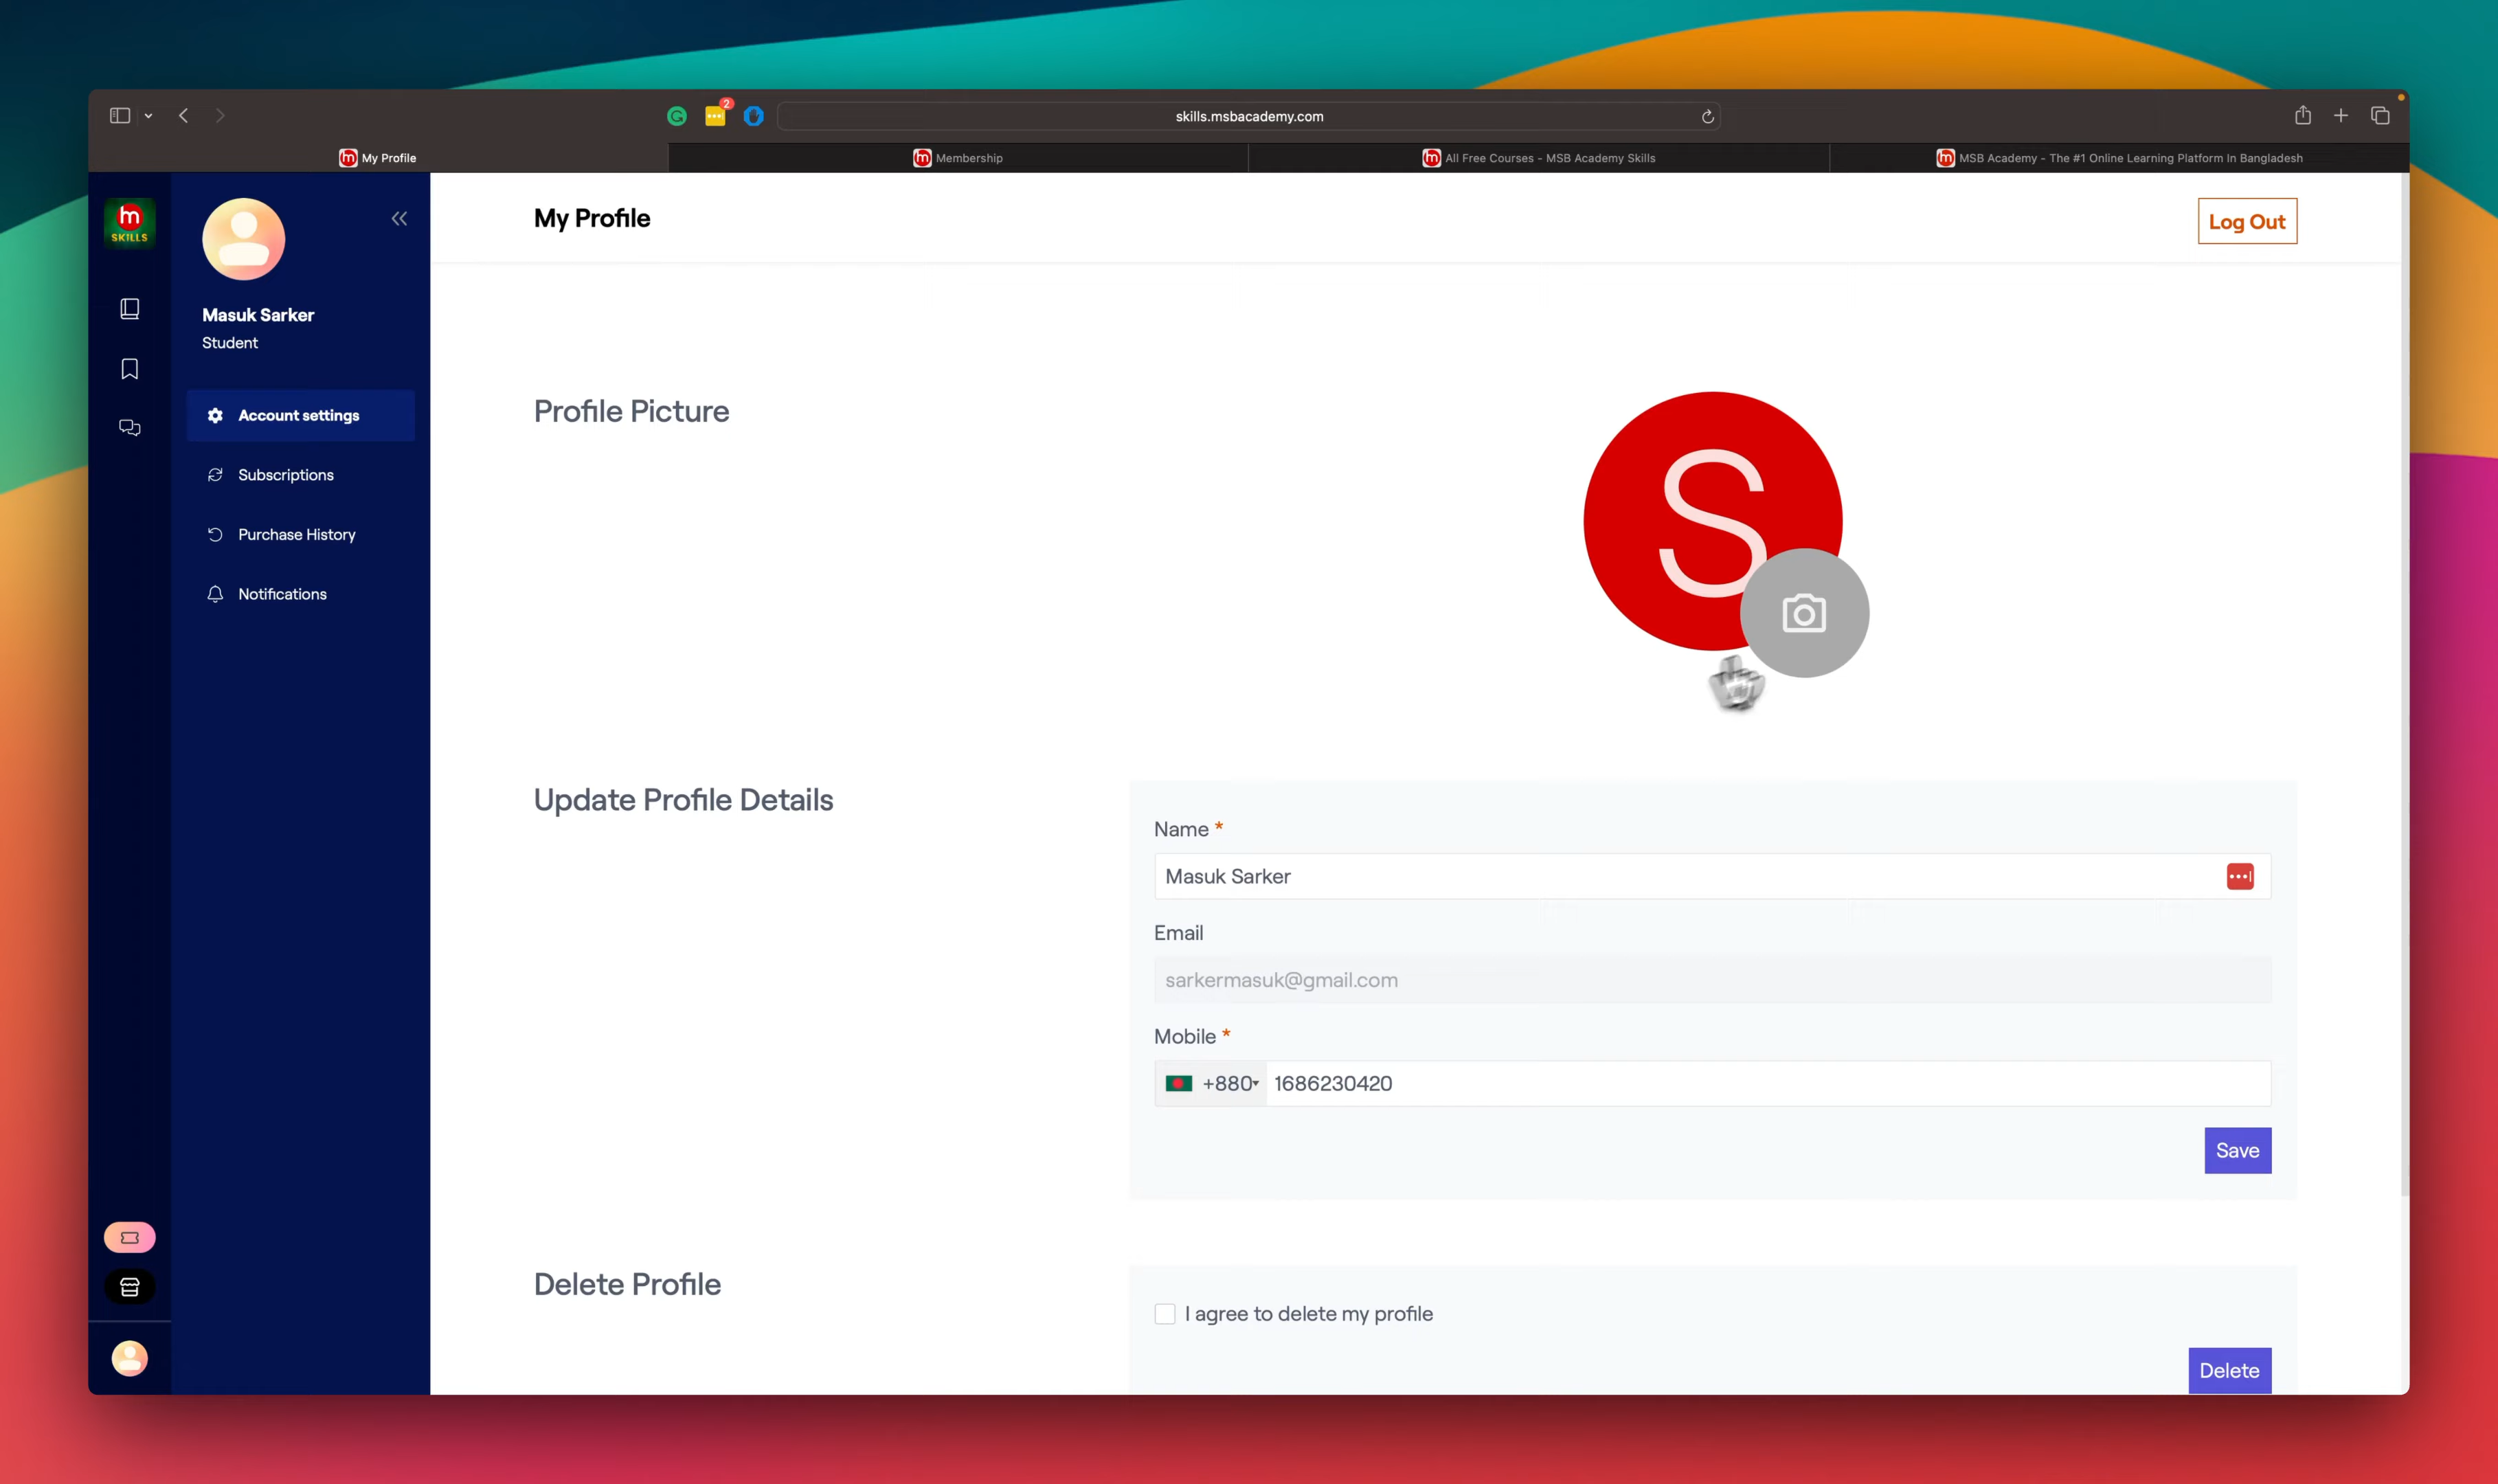 2
skills.msbacademy.com
My Profile
Membership
All Free Courses - MSB Academy Skills
MSB Academy - The #1 Online Learning Platform In Bangladesh
m
SKILLS
Masuk Sarker
Student
Account settings
Subscriptions
Purchase History
Notifications
My Profile
Log Out
Profile Picture
S
Update Profile Details
Name *
Masuk Sarker
Email
sarkermasuk@gmail.com
Mobile *
+880 1686230420
Save
Delete Profile
I agree to delete my profile
Delete